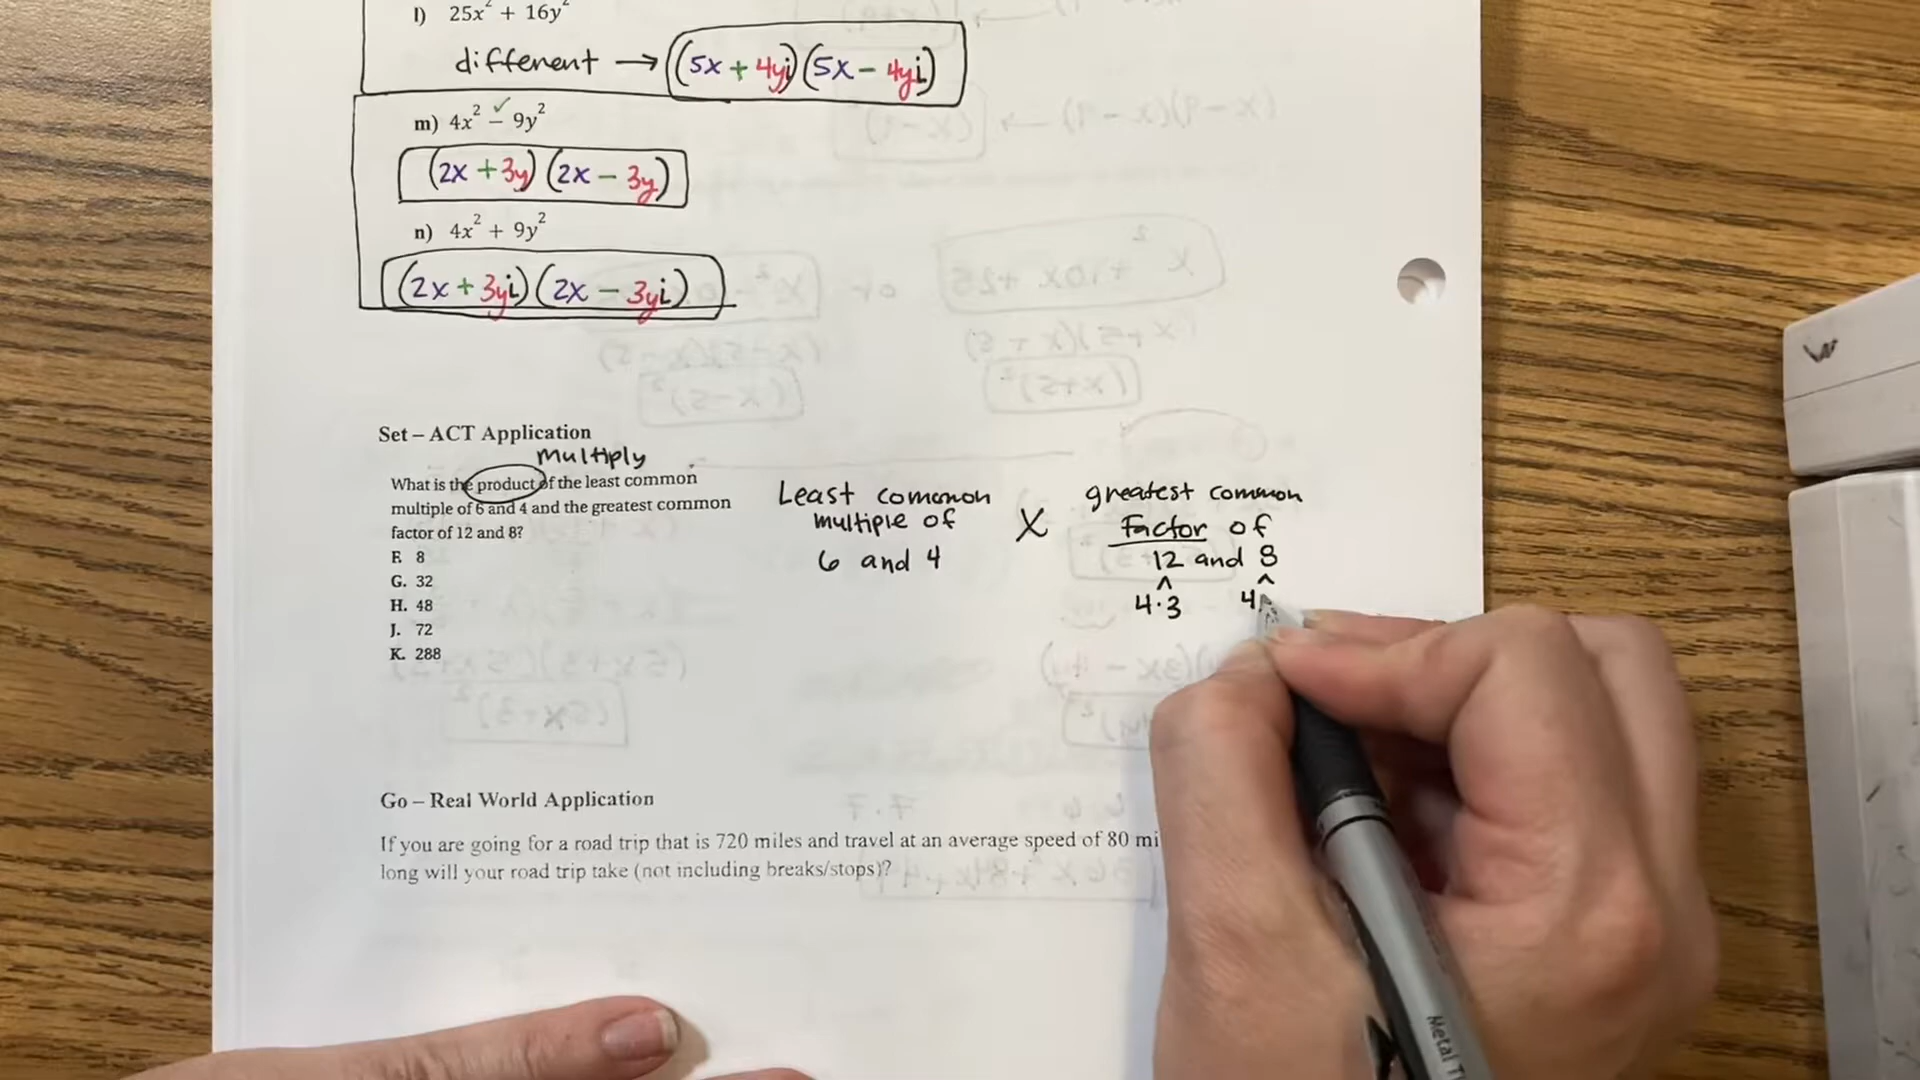 l) 25x² + 16y²
different → (5x + 4yi)(5x - 4yi)
m) 4x² - 9y²
✓
(2x + 3y)(2x - 3y)
n) 4x² + 9y²
(2x + 3yi)(2x - 3yi)
Set – ACT Application
multiply
What is the product of the least common
multiple of 6 and 4 and the greatest common
factor of 12 and 8?
F. 8
G. 32
H. 48
J. 72
K. 288
Least common
multiple of
6 and 4
X
greatest common
Factor of
12 and 8
4·3 4
Go – Real World Application
If you are going for a road trip that is 720 miles and travel at an average speed of 80 mi
long will your road trip take (not including breaks/stops)?
W
Metal